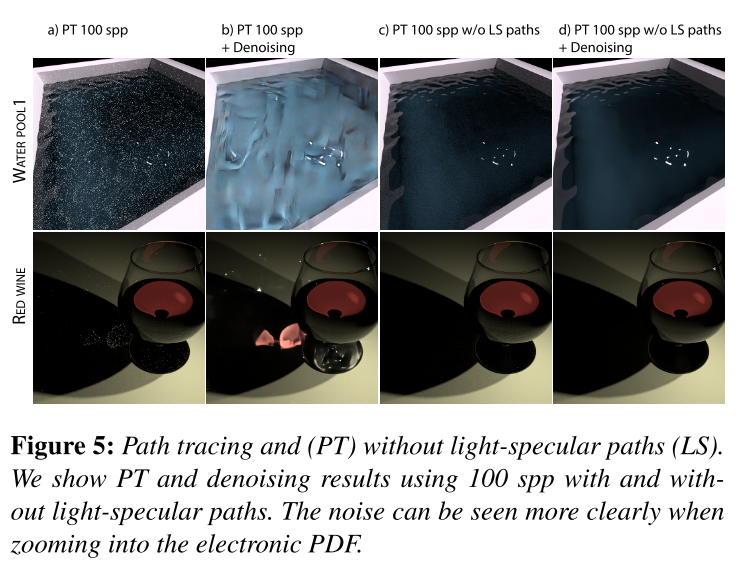 a) PT 100 spp
b) PT 100 spp
+ Denoising
c) PT 100 spp w/o LS paths
d) PT 100 spp w/o LS paths
+ Denoising
WATER POOL1
RED WINE
Figure 5: Path tracing and (PT) without light-specular paths (LS).
We show PT and denoising results using 100 spp with and with-
out light-specular paths. The noise can be seen more clearly when
zooming into the electronic PDF.